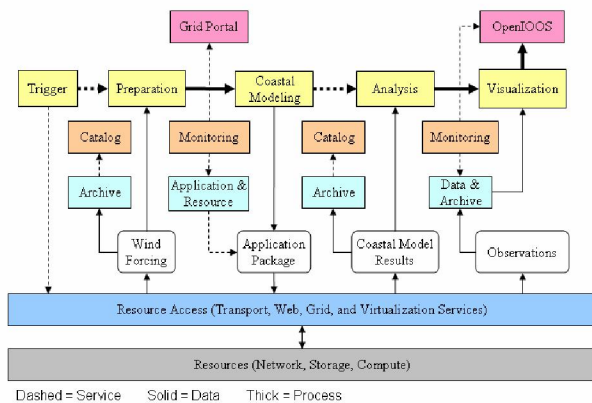 Grid Portal
OpenIOOS
Trigger
Preparation
Coastal
Modeling
Analysis
Visualization
Catalog
Monitoring
Catalog
Monitoring
Archive
Application &
Resource
Archive
Data &
Archive
Wind
Forcing
Application
Package
Coastal Model
Results
Observations
Resource Access (Transport, Web, Grid, and Virtualization Services)
Resources (Network, Storage, Compute)
Dashed = Service Solid = Data Thick = Process